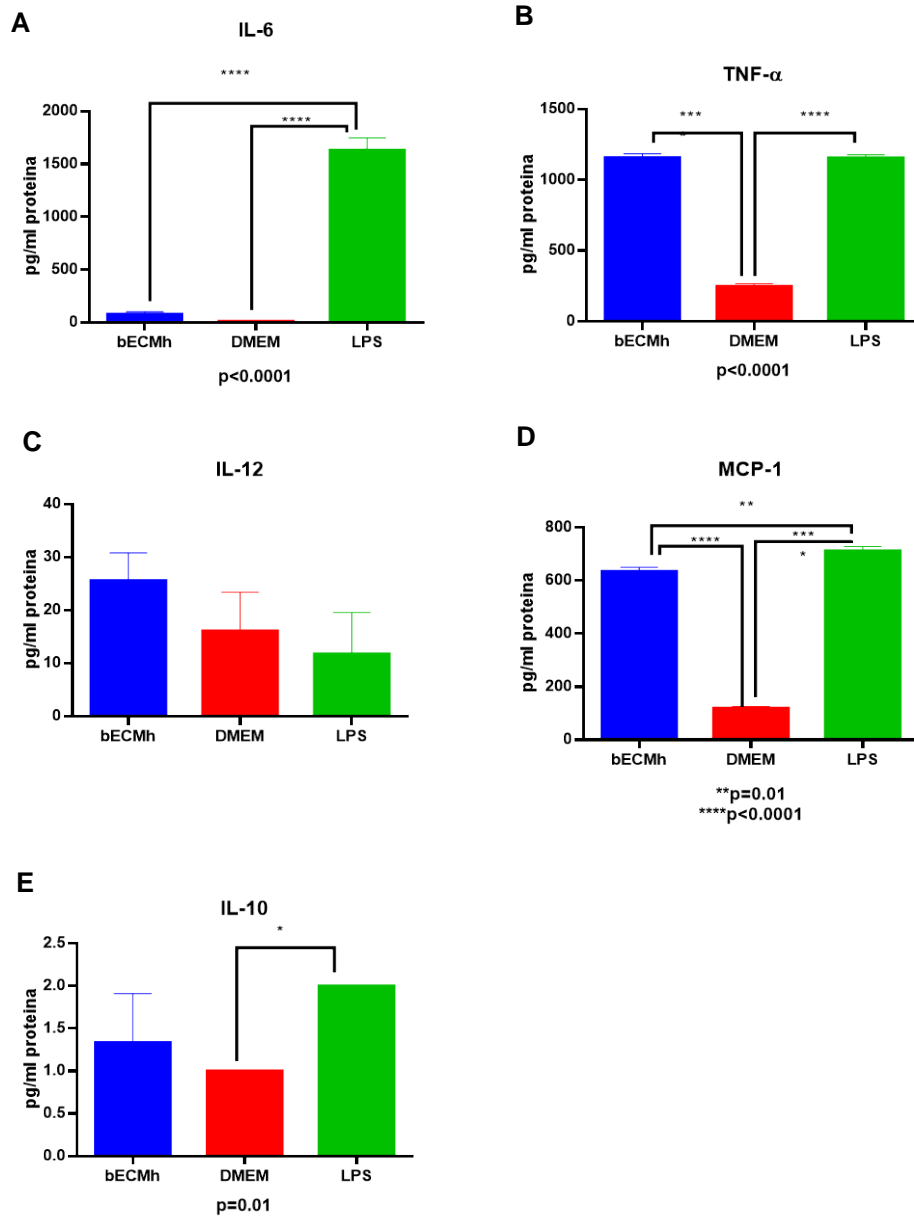 A
IL-6
****
****
2000
1500
1000
500
0
pg/ml proteina
bECMh DMEM LPS
p<0.0001
B
TNF-α
*** ****
*
1500
1000
500
0
pg/ml proteina
bECMh DMEM LPS
p<0.0001
C
IL-12
40
30
20
10
0
pg/ml proteina
bECMh DMEM LPS
D
MCP-1
**
**** ***
*
800
600
400
200
0
pg/ml proteina
bECMh DMEM LPS
**p=0.01
****p<0.0001
E
IL-10
*
2.5
2.0
1.5
1.0
0.5
0.0
pg/ml proteina
bECMh DMEM LPS
p=0.01